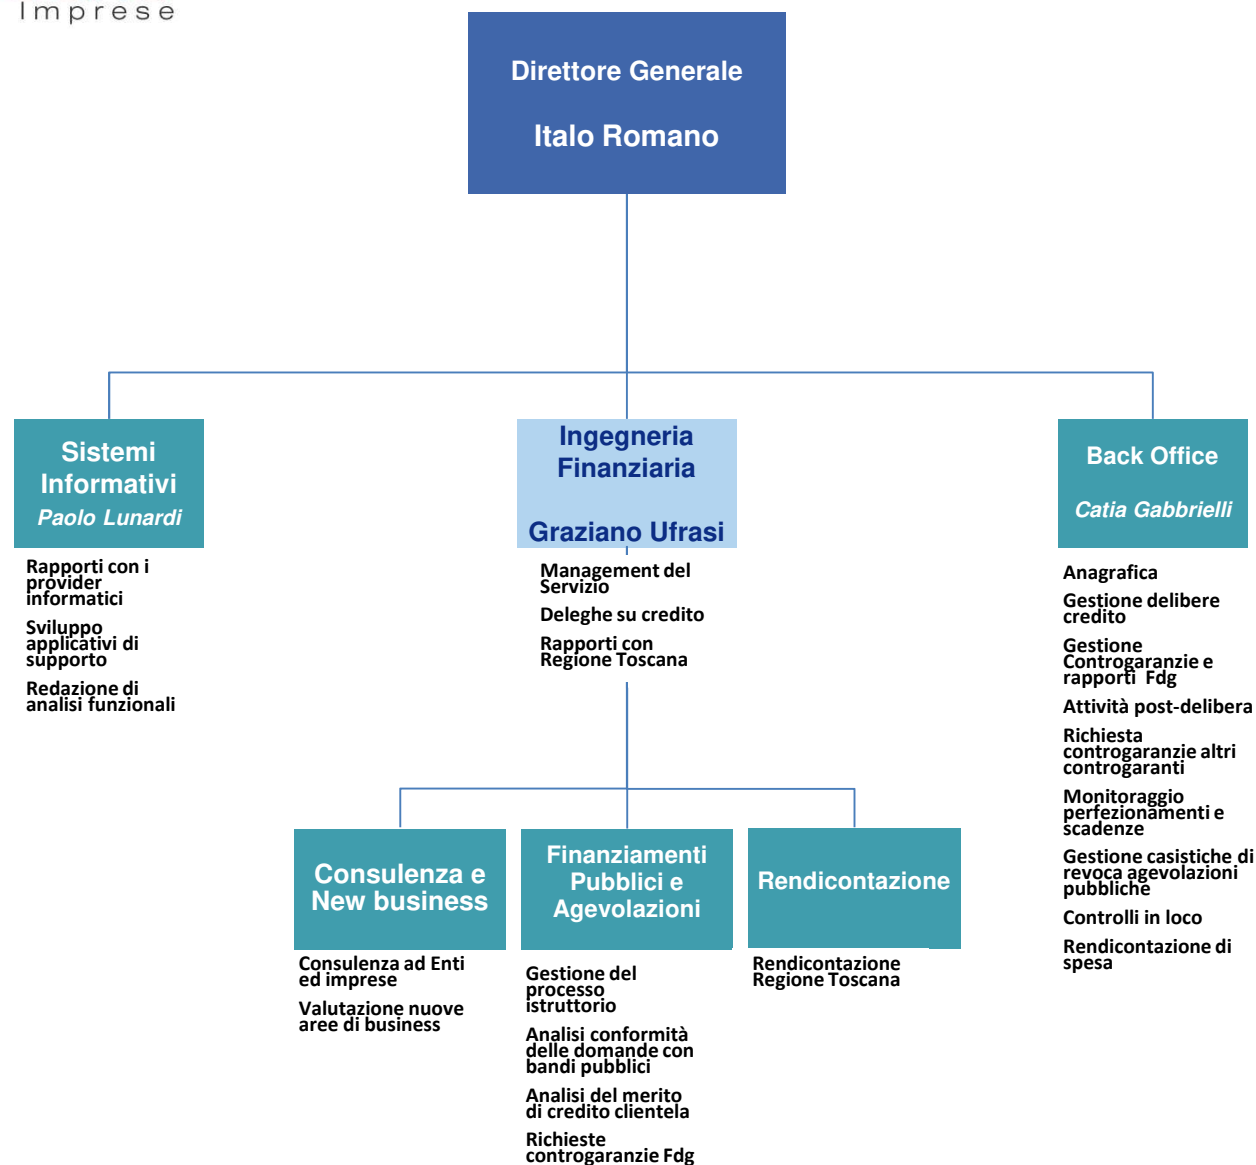 Imprese
Direttore Generale
Italo Romano
Sistemi
Informativi
Paolo Lunardi
Rapporti con i
provider
informatici
Sviluppo
applicativi di
supporto
Redazione di
analisi funzionali
Ingegneria
Finanziaria
Graziano Ufrasi
Management del
Servizio
Deleghe su credito
Rapporti con
Regione Toscana
Back Office
Catia Gabbrielli
Anagrafica
Gestione delibere
credito
Gestione
Controgaranzie e
rapporti Fdg
Attività post-delibera
Richiesta
controgaranzie altri
controgaranti
Monitoraggio
perfezionamenti e
scadenze
Gestione casistiche di
revoca agevolazioni
pubbliche
Controlli in loco
Rendicontazione di
spesa
Consulenza e
New business
Consulenza ad Enti
ed imprese
Valutazione nuove
aree di business
Finanziamenti
Pubblici e
Agevolazioni
Gestione del
processo
istruttorio
Analisi conformità
delle domande con
bandi pubblici
Analisi del merito
di credito clientela
Richieste
controgaranzie Fdg
Rendicontazione
Rendicontazione
Regione Toscana